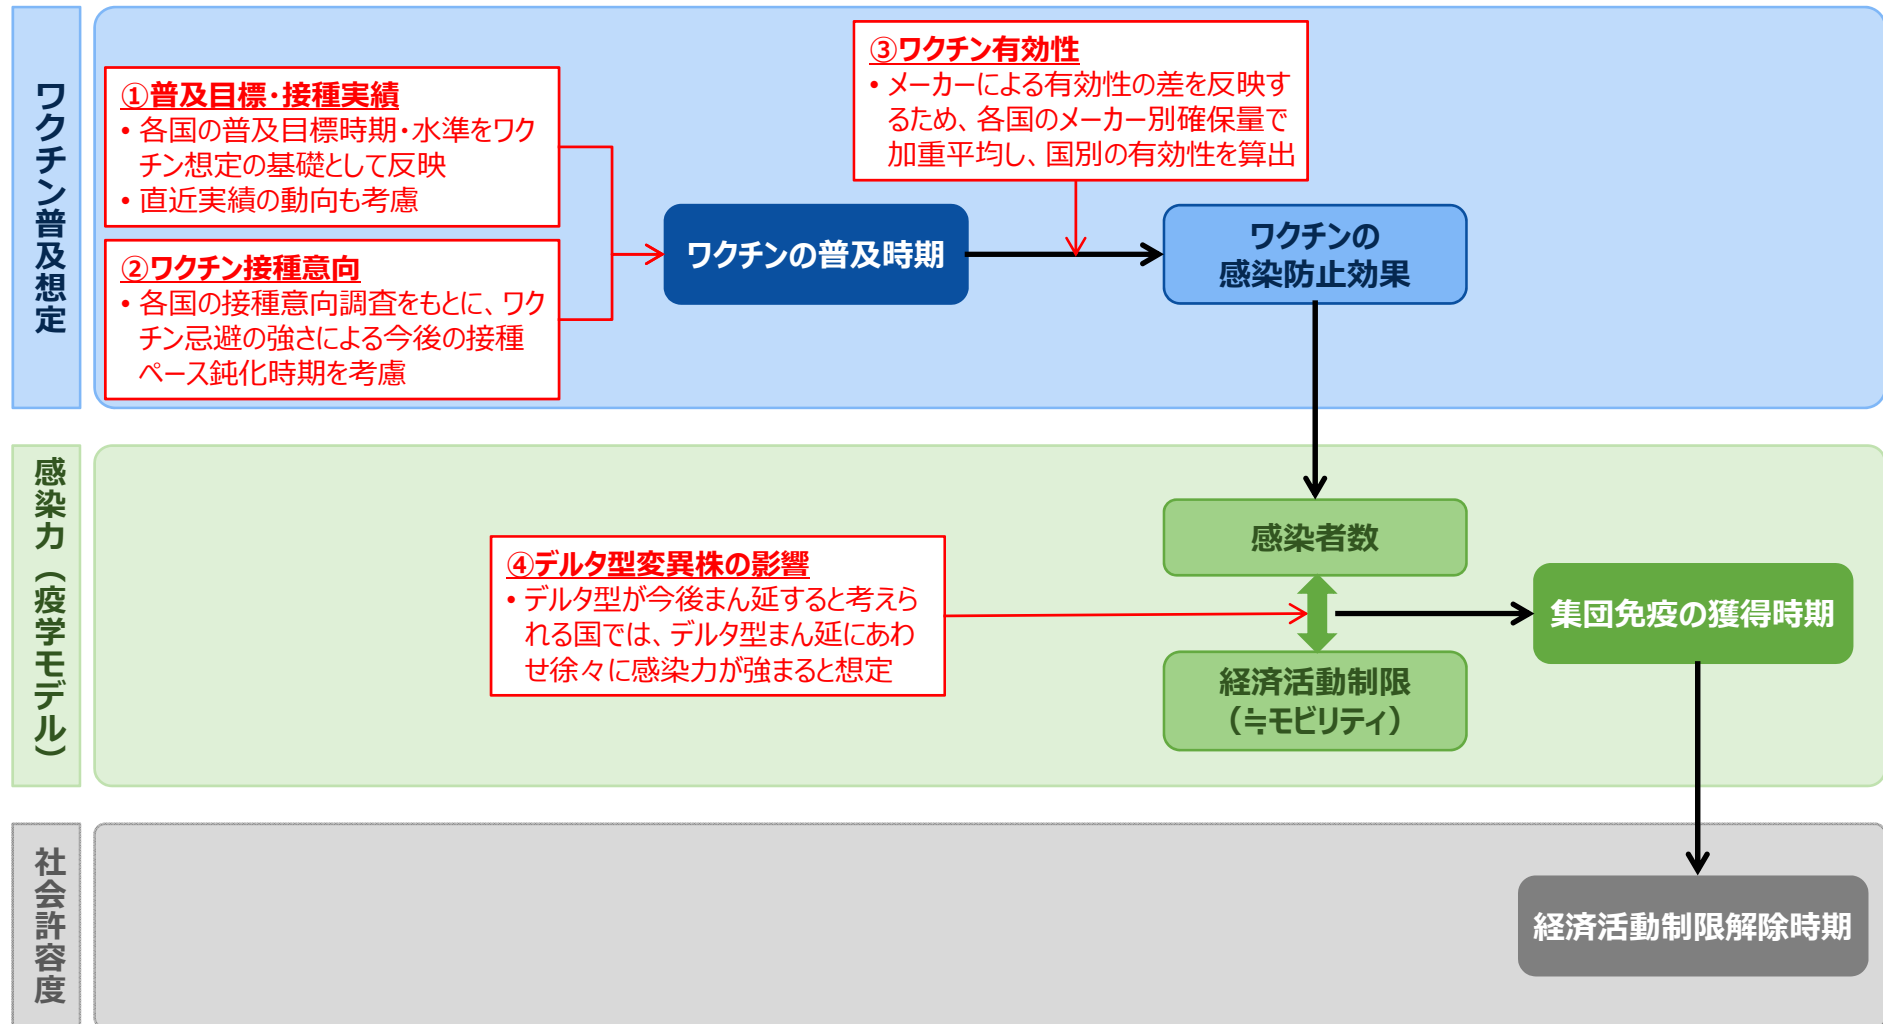 ワクチン普及想定
①普及目標・接種実績
• 各国の普及目標時期・水準をワク
チン想定の基礎として反映
• 直近実績の動向も考慮
②ワクチン接種意向
• 各国の接種意向調査をもとに、ワク
チン忌避の強さによる今後の接種
ペース鈍化時期を考慮
③ワクチン有効性
• メーカーによる有効性の差を反映す
るため、各国のメーカー別確保量で
加重平均し、国別の有効性を算出
ワクチンの普及時期
ワクチンの
感染防止効果
感染力（疫学モデル）
④デルタ型変異株の影響
• デルタ型が今後まん延すると考えら
れる国では、デルタ型まん延にあわ
せ徐々に感染力が強まると想定
感染者数
経済活動制限
（≒モビリティ）
集団免疫の獲得時期
社会許容度
経済活動制限解除時期